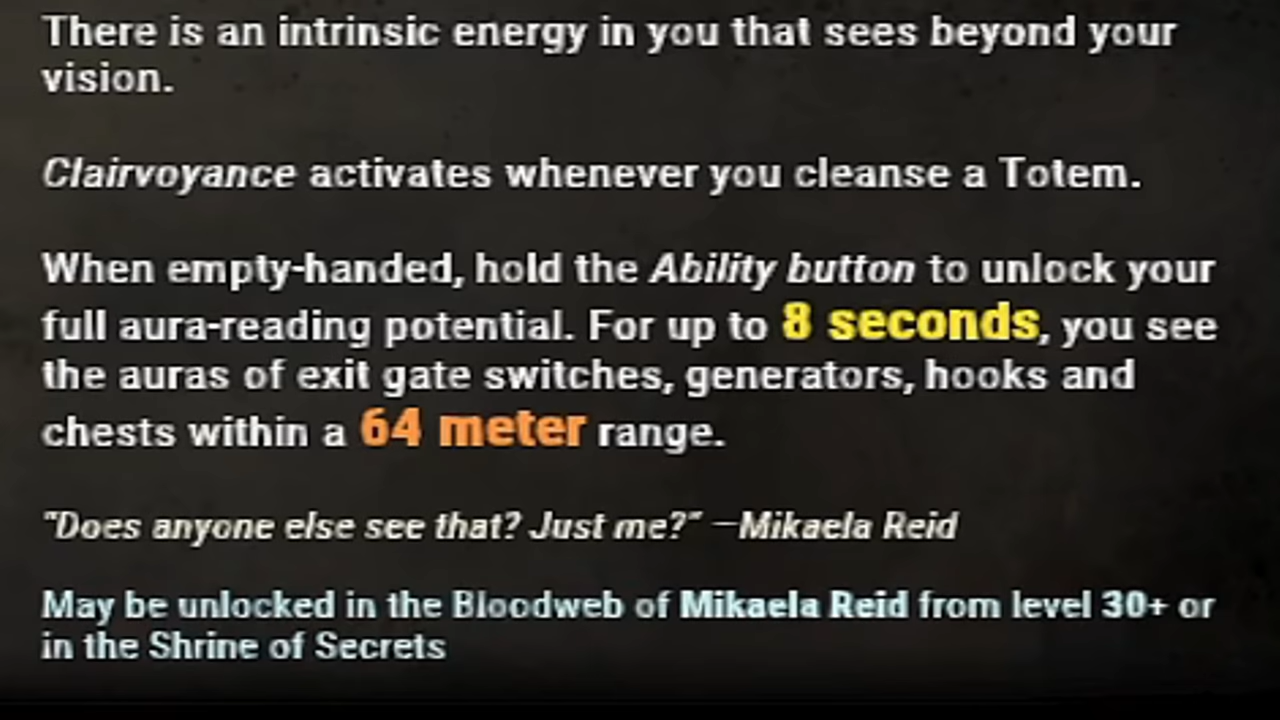 There is an intrinsic energy in you that sees beyond your
vision.
Clairvoyance activates whenever you cleanse a Totem.
When empty-handed, hold the Ability button to unlock your
full aura-reading potential. For up to 8 seconds, you see
the auras of exit gate switches, generators, hooks and
chests within a 64 meter range.
"Does anyone else see that? Just me?" —Mikaela Reid
May be unlocked in the Bloodweb of Mikaela Reid from level 30+ or
in the Shrine of Secrets